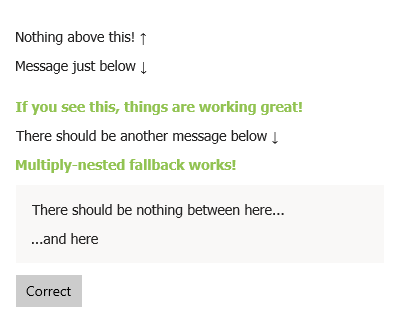 Nothing above this! ↑
Message just below ↓
If you see this, things are working great!
There should be another message below ↓
Multiply-nested fallback works!
There should be nothing between here...
...and here
Correct